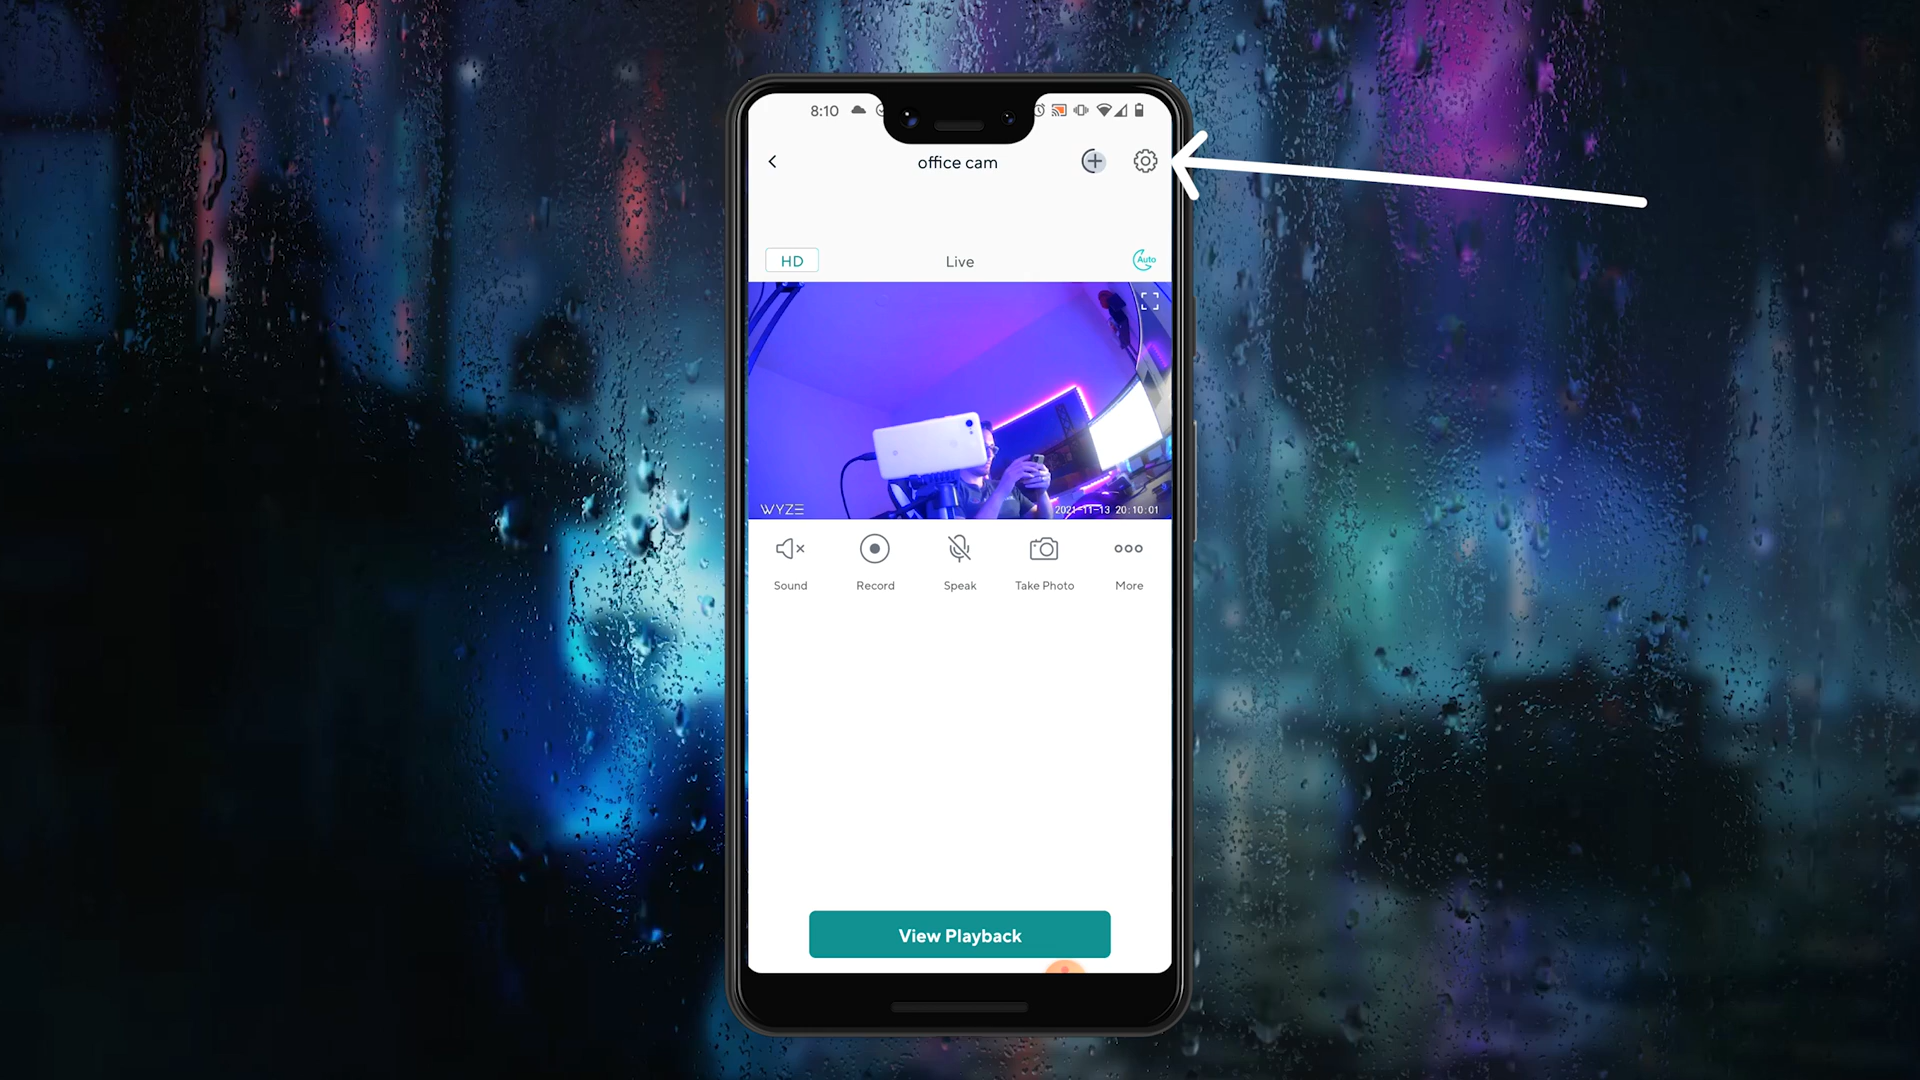 8:10
office cam
HD
Live
Auto
WYZE
2021-11-13 20:10:01
Sound
Record
Speak
Take Photo
More
View Playback